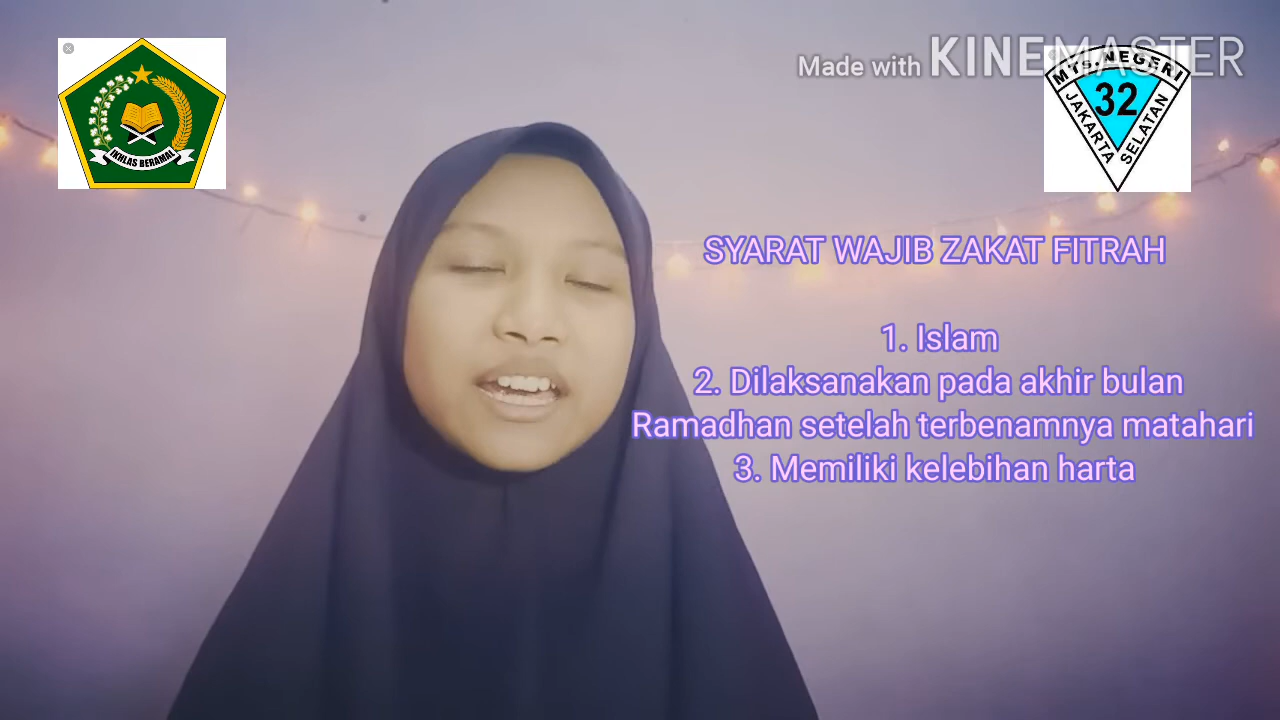 Made with KINEMASTER
IKHLAS BERAMAL
MTs. NEGERI
32
JAKARTA
SELATAN
SYARAT WAJIB ZAKAT FITRAH
1. Islam
2. Dilaksanakan pada akhir bulan
Ramadhan setelah terbenamnya matahari
3. Memiliki kelebihan harta